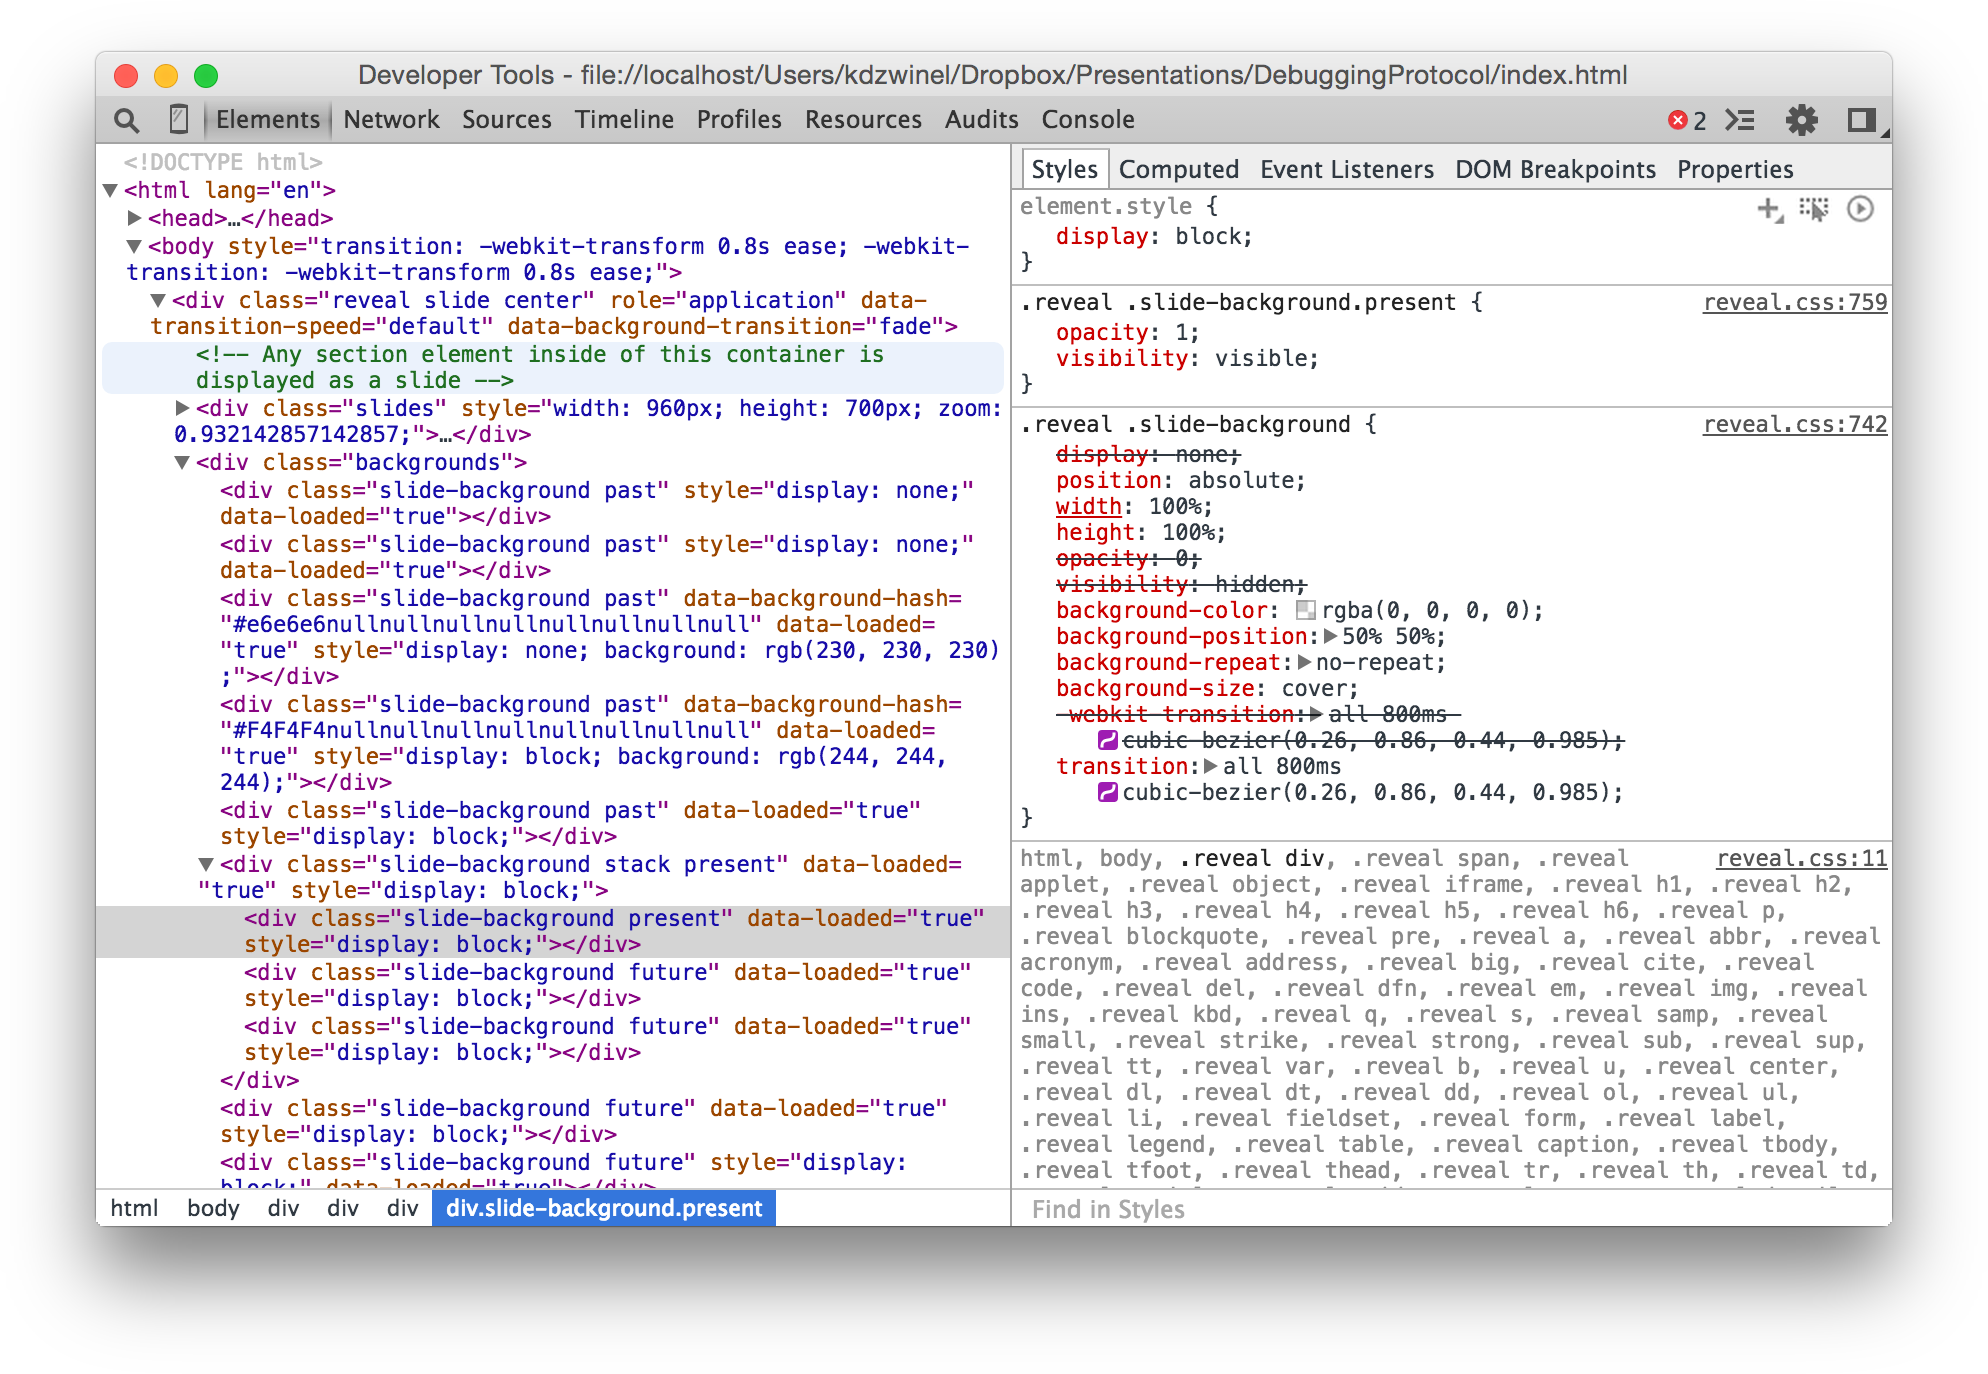 Developer Tools - file://localhost/Users/kdzwinel/Dropbox/Presentations/DebuggingProtocol/index.html
Elements Network Sources Timeline Profiles Resources Audits Console 2
<!DOCTYPE html>
<html lang="en">
<head>…</head>
<body style="transition: -webkit-transform 0.8s ease; -webkit-
transition: -webkit-transform 0.8s ease;">
<div class="reveal slide center" role="application" data-
transition-speed="default" data-background-transition="fade">
<!-- Any section element inside of this container is
displayed as a slide -->
<div class="slides" style="width: 960px; height: 700px; zoom:
0.932142857142857;">…</div>
<div class="backgrounds">
<div class="slide-background past" style="display: none;"
data-loaded="true"></div>
<div class="slide-background past" style="display: none;"
data-loaded="true"></div>
<div class="slide-background past" data-background-hash=
"#e6e6e6nullnullnullnullnullnullnullnull" data-loaded=
"true" style="display: none; background: rgb(230, 230, 230)
;"></div>
<div class="slide-background past" data-background-hash=
"#F4F4F4nullnullnullnullnullnullnullnull" data-loaded=
"true" style="display: block; background: rgb(244, 244,
244);"></div>
<div class="slide-background past" data-loaded="true"
style="display: block;"></div>
<div class="slide-background stack present" data-loaded=
"true" style="display: block;">
<div class="slide-background present" data-loaded="true"
style="display: block;"></div>
<div class="slide-background future" data-loaded="true"
style="display: block;"></div>
<div class="slide-background future" data-loaded="true"
style="display: block;"></div>
</div>
<div class="slide-background future" data-loaded="true"
style="display: block;"></div>
<div class="slide-background future" style="display:
block;" data-loaded="true"></div>
html body div div div div.slide-background.present
Styles Computed Event Listeners DOM Breakpoints Properties
element.style {
display: block;
}
.reveal .slide-background.present { reveal.css:759
opacity: 1;
visibility: visible;
}
.reveal .slide-background { reveal.css:742
display: none;
position: absolute;
width: 100%;
height: 100%;
opacity: 0;
visibility: hidden;
background-color: rgba(0, 0, 0, 0);
background-position: 50% 50%;
background-repeat: no-repeat;
background-size: cover;
-webkit-transition: all 800ms
cubic-bezier(0.26, 0.86, 0.44, 0.985);
transition: all 800ms
cubic-bezier(0.26, 0.86, 0.44, 0.985);
}
html, body, .reveal div, .reveal span, .reveal reveal.css:11
applet, .reveal object, .reveal iframe, .reveal h1, .reveal h2,
.reveal h3, .reveal h4, .reveal h5, .reveal h6, .reveal p,
.reveal blockquote, .reveal pre, .reveal a, .reveal abbr, .reveal
acronym, .reveal address, .reveal big, .reveal cite, .reveal
code, .reveal del, .reveal dfn, .reveal em, .reveal img, .reveal
ins, .reveal kbd, .reveal q, .reveal s, .reveal samp, .reveal
small, .reveal strike, .reveal strong, .reveal sub, .reveal sup,
.reveal tt, .reveal var, .reveal b, .reveal u, .reveal center,
.reveal dl, .reveal dt, .reveal dd, .reveal ol, .reveal ul,
.reveal li, .reveal fieldset, .reveal form, .reveal label,
.reveal legend, .reveal table, .reveal caption, .reveal tbody,
.reveal tfoot, .reveal thead, .reveal tr, .reveal th, .reveal td,
Find in Styles